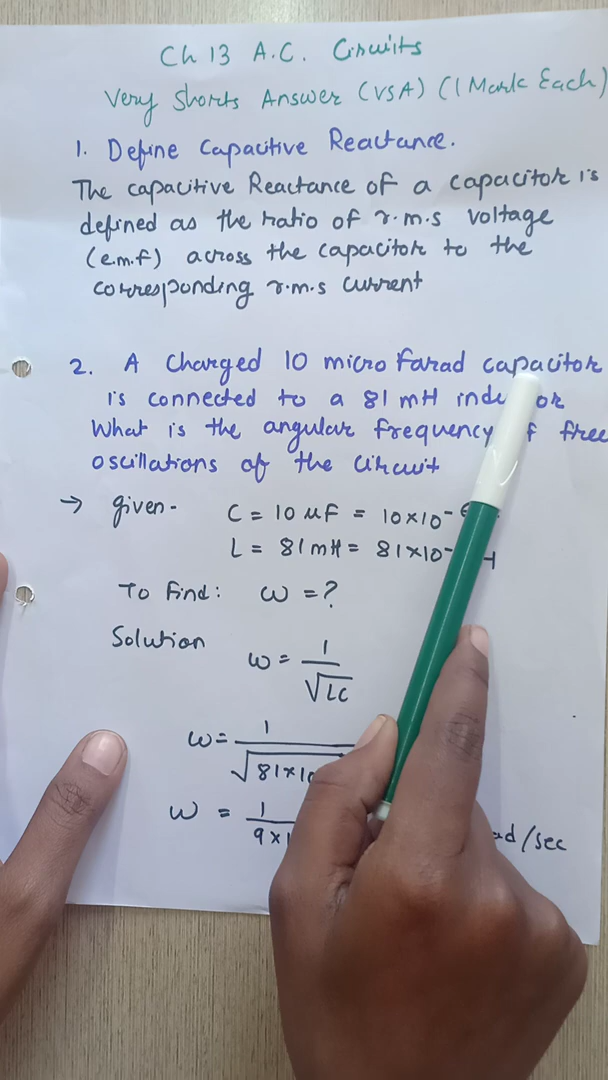 Ch 13 A.C. Circuits
Very Shorts Answer (VSA) (1 Mark Each)
1. Define Capacitive Reactance.
The capacitive Reactance of a capacitor is
defined as the ratio of r.m.s voltage
(e.m.f) across the capacitor to the
corresponding r.m.s current
2. A Charged 10 micro farad capacitor
is connected to a 81 mH
What is the angular frequency free
oscillations of the circuit
→ given - C = 10 μF = 10×10⁻
L = 81 mH = 81×10⁻ H
To Find: ω = ?
Solution
ω = 1/√LC
ω = 1/√81×10
ω = 1/9× /sec